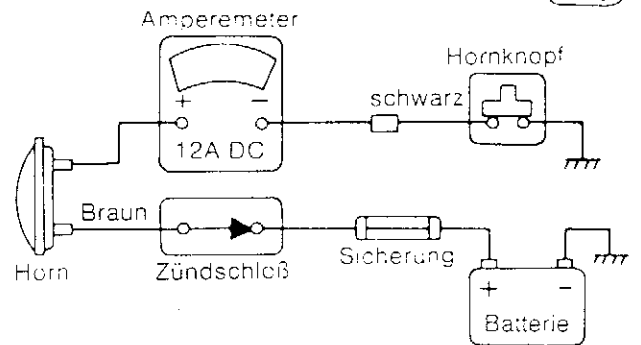 Amperemeter
Hornknopf
+ −
schwarz
12A DC
Braun
Horn
Zündschloß
Sicherung
+ −
Batterie